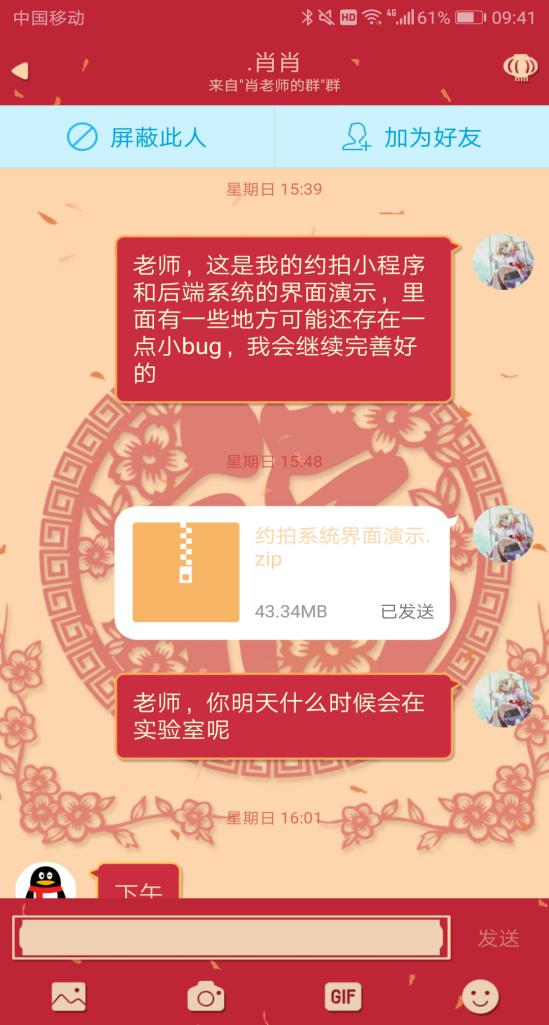 中国移动 HD 4G 61% 09:41
.肖肖
来自"肖老师的群"群
屏蔽此人 加为好友
星期日 15:39
老师，这是我的约拍小程序
和后端系统的界面演示，里
面有一些地方可能还存在一
点小bug，我会继续完善好
的
星期日 15:48
约拍系统界面演示.
zip
43.34MB 已发送
老师，你明天什么时候会在
实验室呢
星期日 16:01
下午
发送
GIF